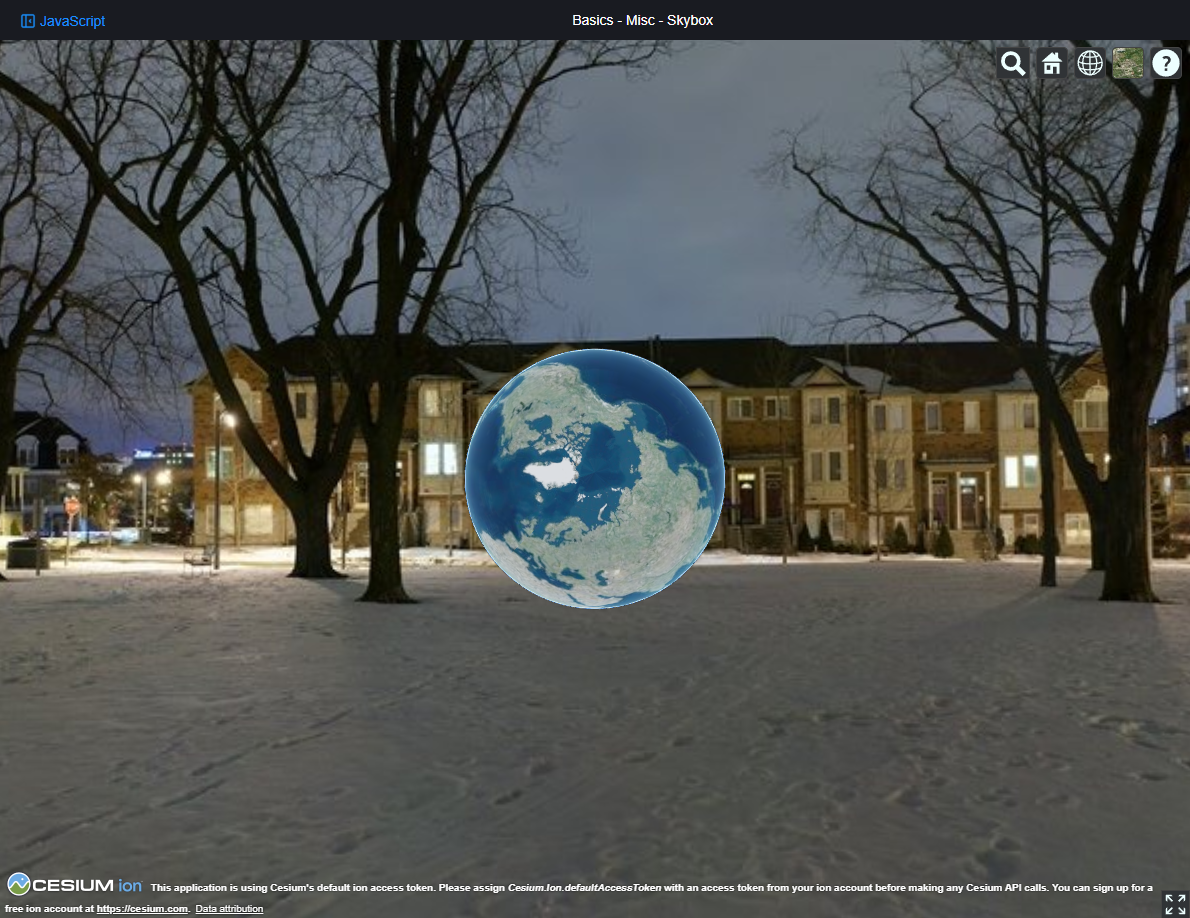 JavaScript
Basics - Misc - Skybox
?
CESIUM ion This application is using Cesium's default ion access token. Please assign Cesium.Ion.defaultAccessToken with an access token from your ion account before making any Cesium API calls. You can sign up for a
free ion account at https://cesium.com. Data attribution